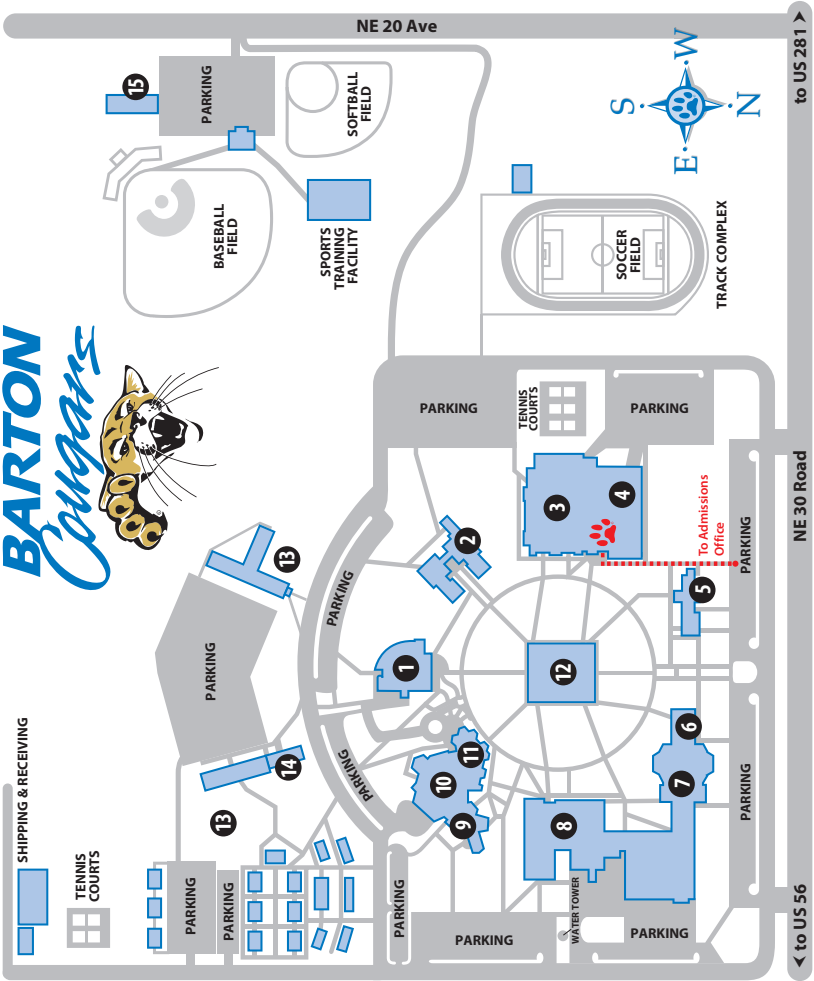 NE 20 Ave
to US 281
15
PARKING
SOFTBALL
FIELD
S
W
E
N
BASEBALL
FIELD
SPORTS
TRAINING
FACILITY
SOCCER
FIELD
TRACK COMPLEX
BARTON
Cougars
®
PARKING
TENNIS
COURTS
PARKING
NE 30 Road
3
4
2
To Admissions
Office
PARKING
13
PARKING
5
PARKING
1
12
SHIPPING & RECEIVING
14
PARKING
11
10
6
7
PARKING
13
9
8
TENNIS
COURTS
PARKING
PARKING
PARKING
PARKING
WATER TOWER
PARKING
to US 56